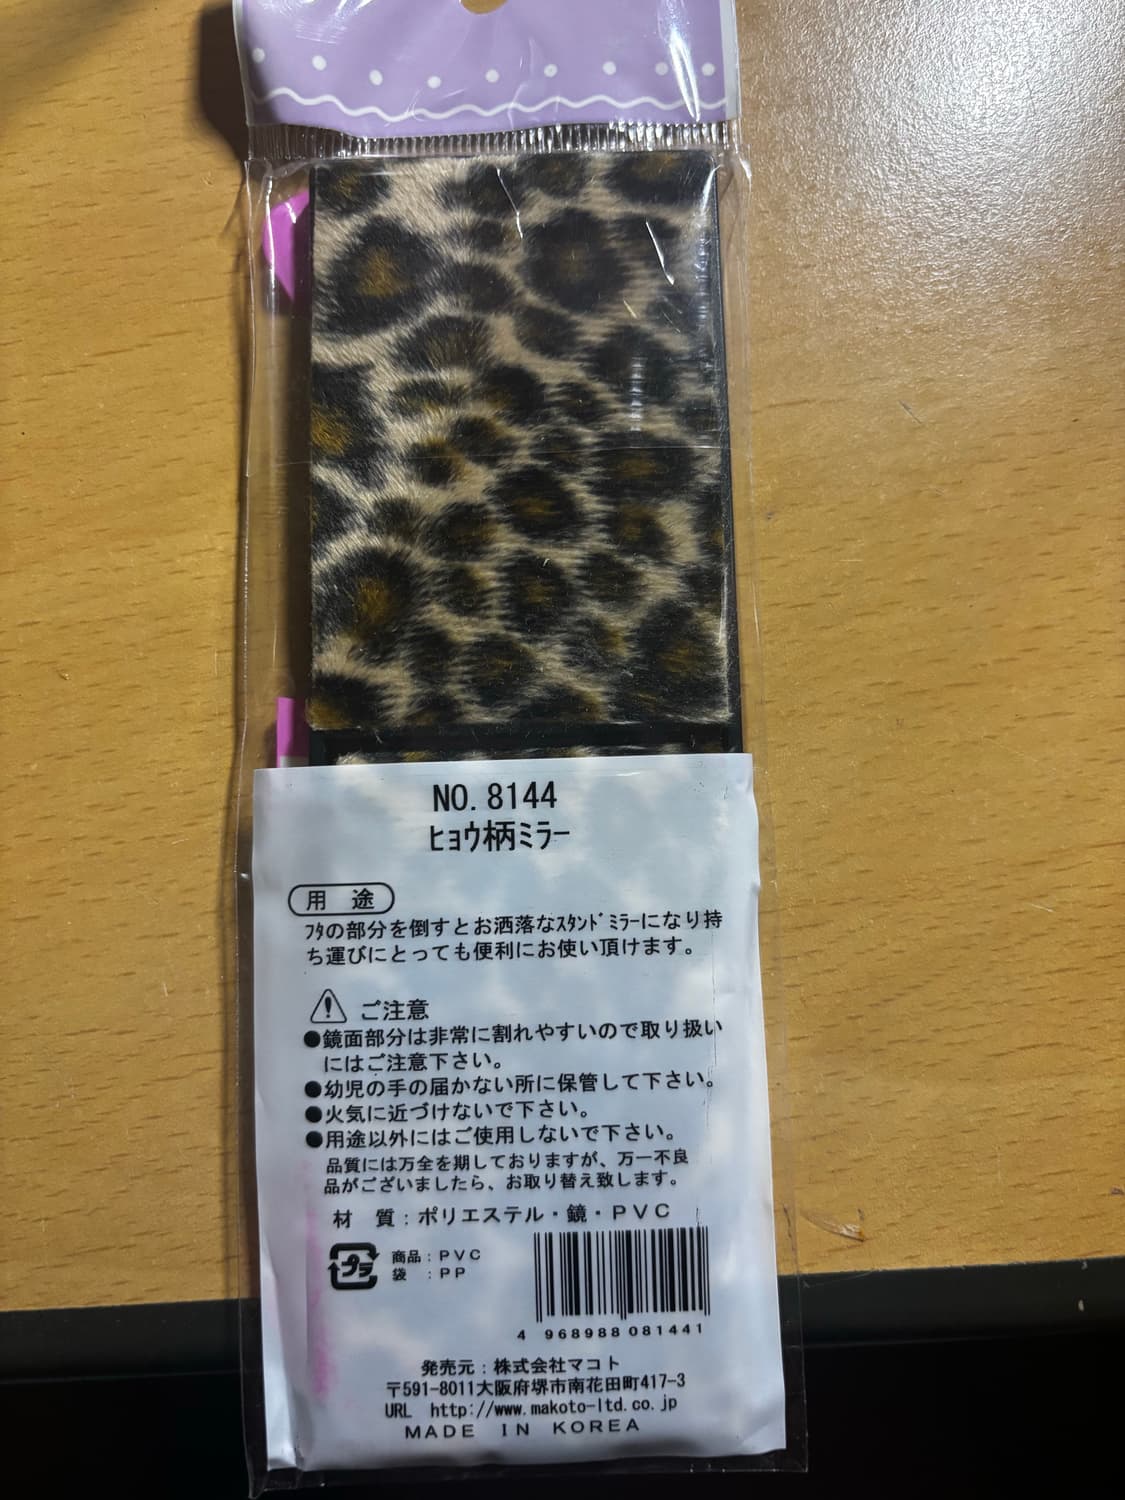 NO. 8144
ﾋｮｳ柄ﾐﾗｰ
用 途
ﾌﾀの部分を倒すとお洒落なｽﾀﾝﾄﾞﾐﾗｰになり持
ち運びにとっても便利にお使い頂けます。
ご注意
●鏡面部分は非常に割れやすいので取り扱い
にはご注意下さい。
●幼児の手の届かない所に保管して下さい。
●火気に近づけないで下さい。
●用途以外にはご使用しないで下さい。
品質には万全を期しておりますが、万一不良
品がございましたら、お取り替え致します。
材 質：ポリエステル・鏡・PVC
プラ
商品：PVC
袋 ：PP
4 968988 081441
発売元：株式会社マコト
〒591-8011大阪府堺市南花田町417-3
URL http://www.makoto-ltd.co.jp
MADE IN KOREA